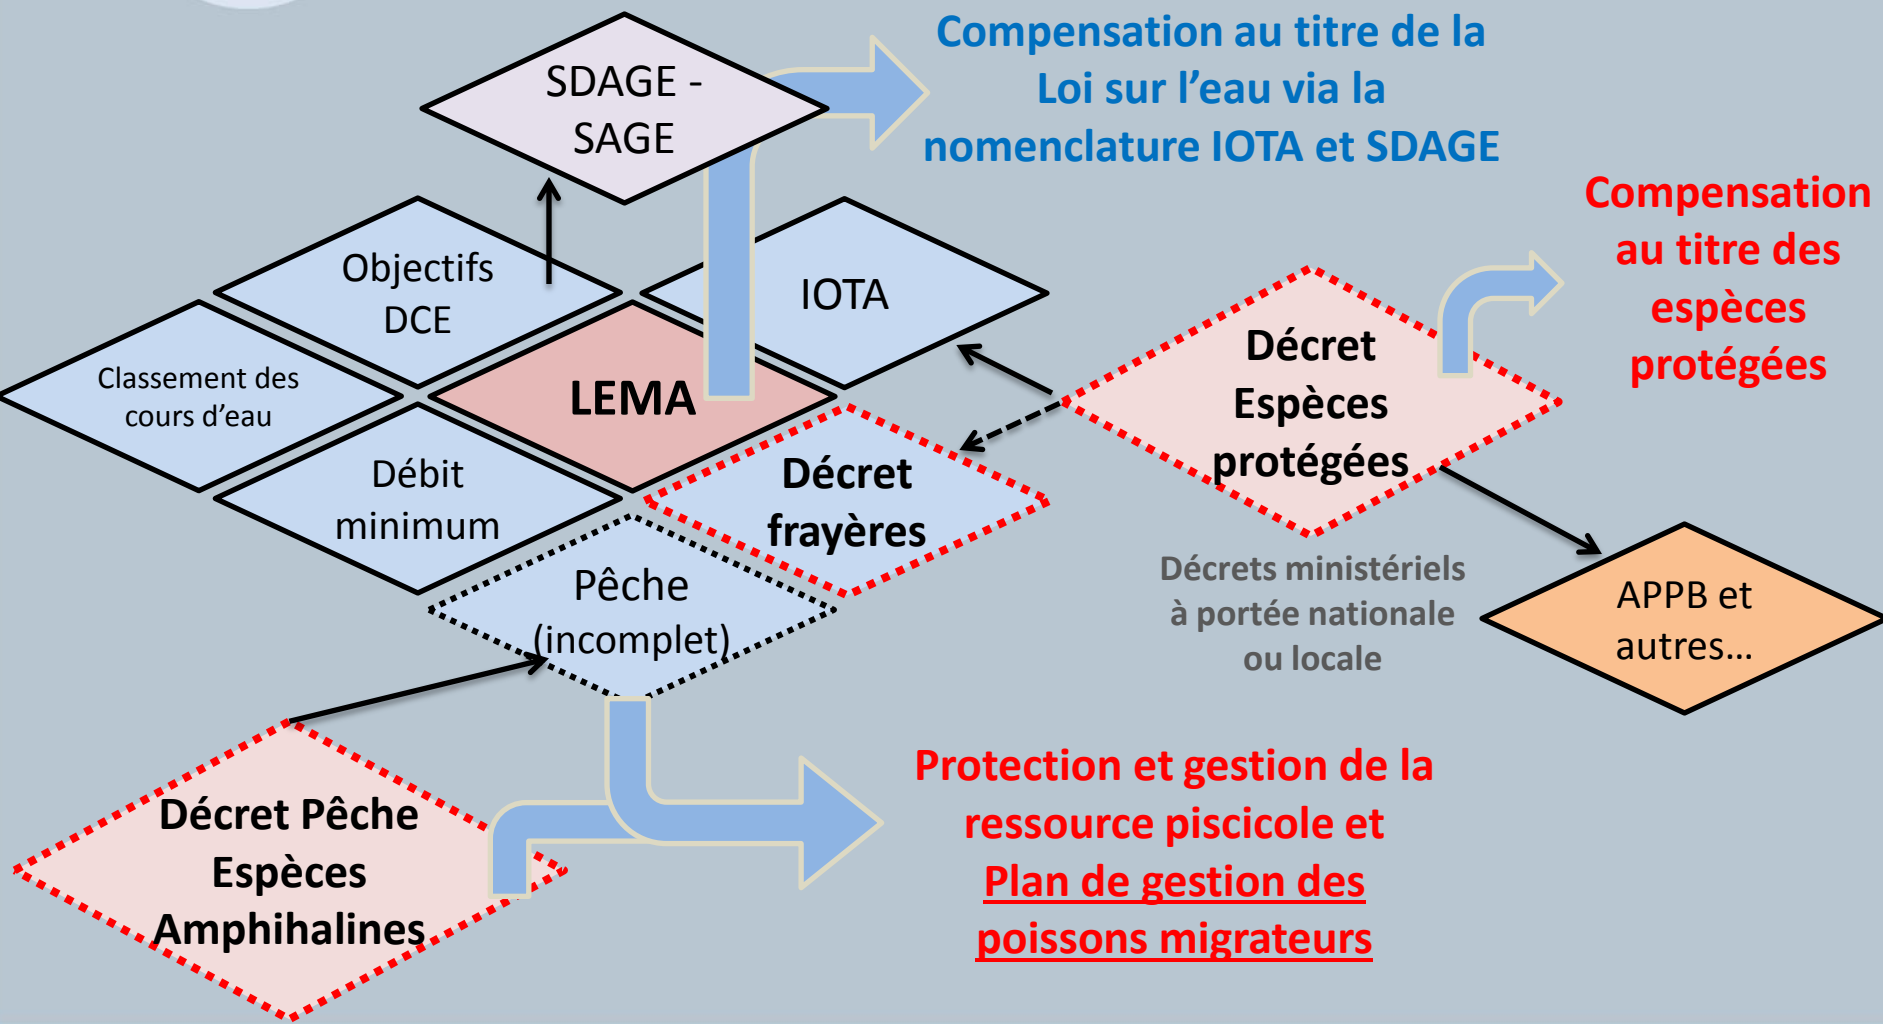 Compensation au titre de la
Loi sur l’eau via la
nomenclature IOTA et SDAGE
SDAGE -
SAGE
Compensation
au titre des
espèces
protégées
Objectifs
DCE
IOTA
Classement des
cours d’eau
LEMA
Décret
Espèces
protégées
Débit
minimum
Décret
frayères
Pêche
(incomplet)
Décrets ministériels
à portée nationale
ou locale
APPB et
autres…
Décret Pêche
Espèces
Amphihalines
Protection et gestion de la
ressource piscicole et
Plan de gestion des
poissons migrateurs